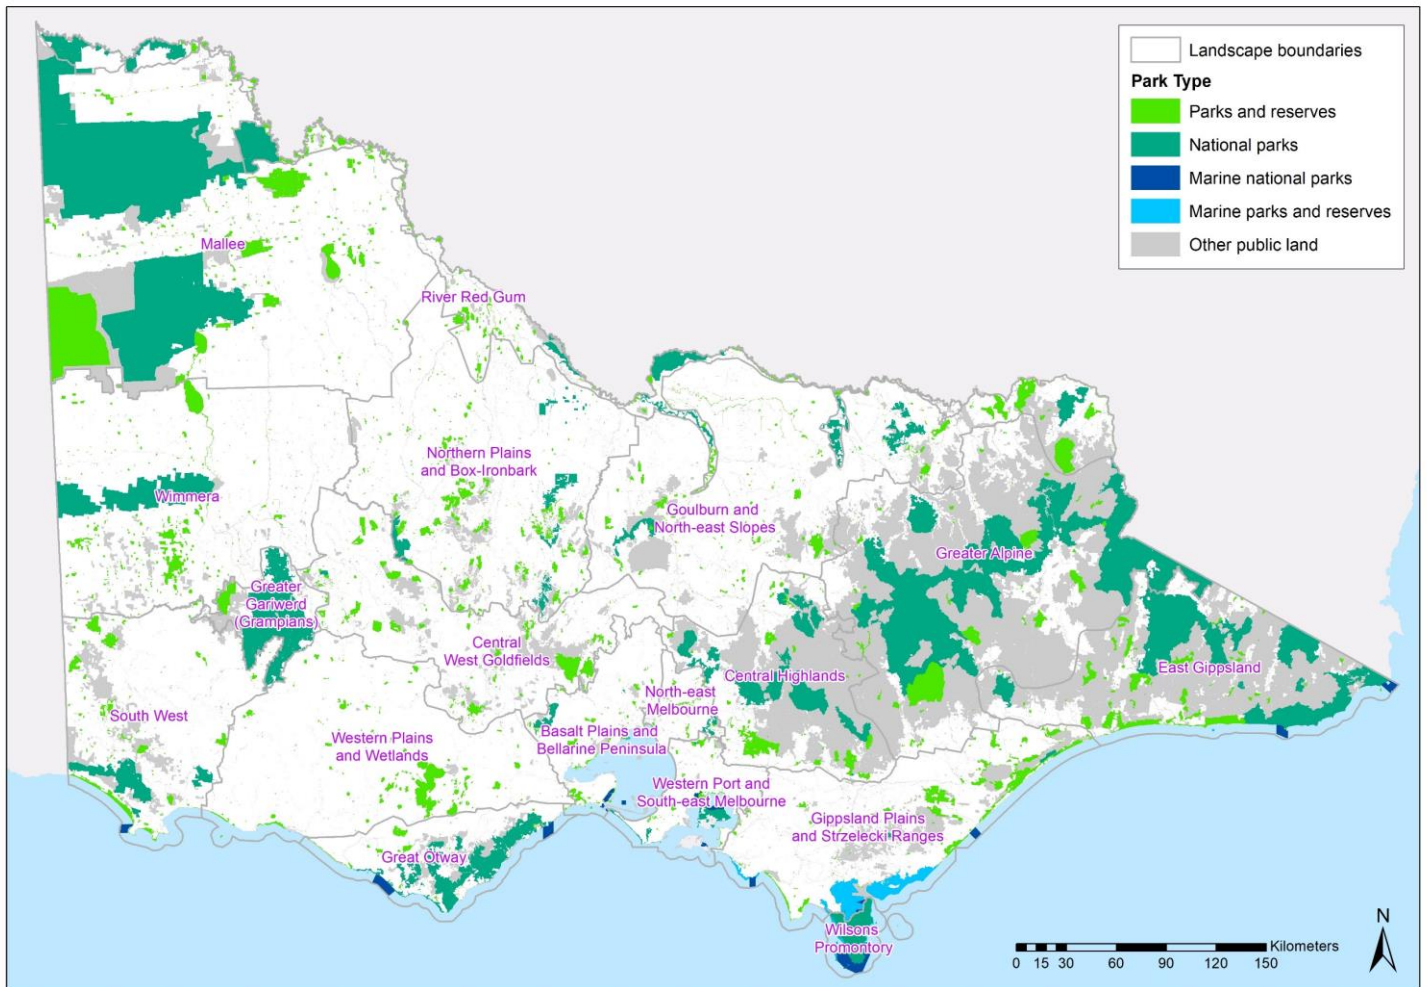 Landscape boundaries
Park Type
Parks and reserves
National parks
Marine national parks
Marine parks and reserves
Other public land
Mallee
River Red Gum
Northern Plains
and Box-Ironbark
Wimmera
Goulburn and
North-east Slopes
Greater Alpine
Greater
Gariwerd
(Grampians)
Central
West Goldfields
Central Highlands
East Gippsland
North-east
Melbourne
South West
Western Plains
and Wetlands
Basalt Plains and
Bellarine Peninsula
Western Port and
South-east Melbourne
Gippsland Plains
and Strzelecki Ranges
Great Otway
Wilsons
Promontory
N
Kilometers
0 15 30 60 90 120 150